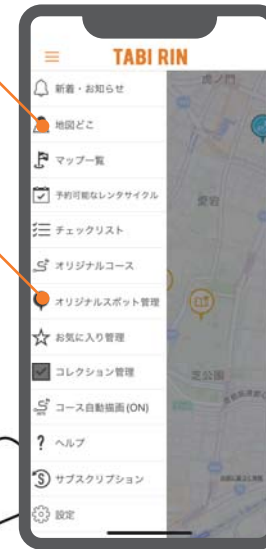 TABI RIN
虎ノ門
新着・お知らせ
地図どこ
マップ一覧
予約可能なレンタサイクル
愛宕
チェックリスト
オリジナルコース
オリジナルスポット管理
お気に入り管理
コレクション管理
芝公園
コース自動描画(ON)
ヘルプ
サブスクリプション
設定